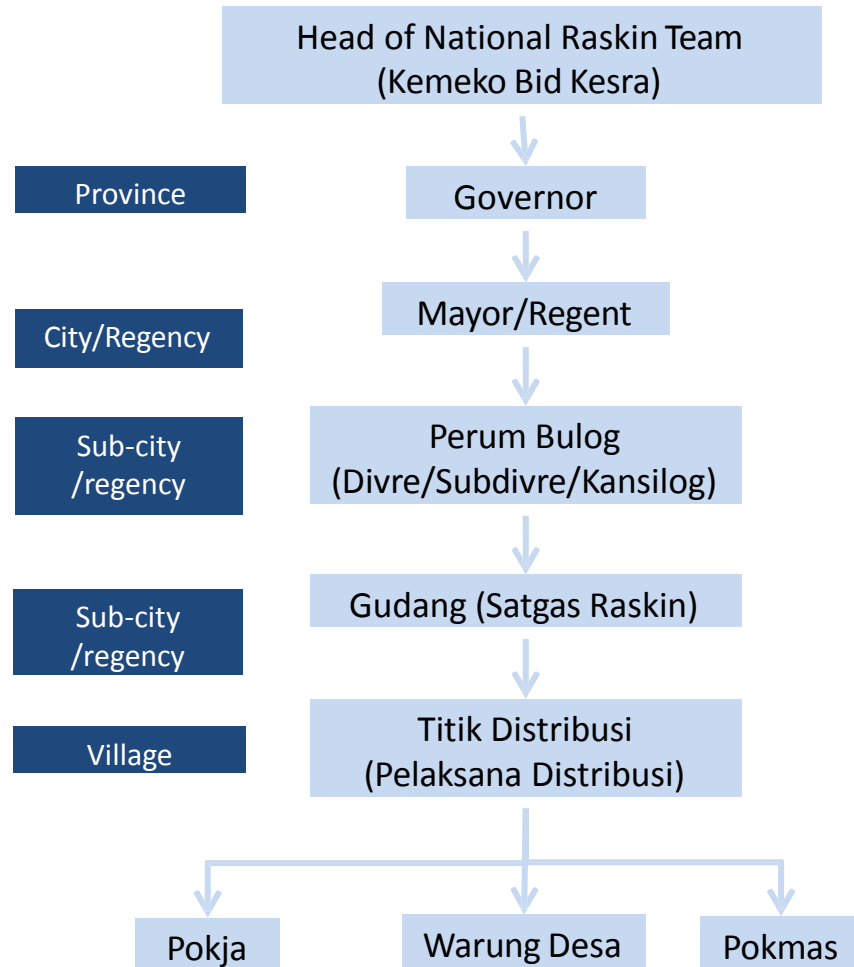 Head of National Raskin Team
(Kemeko Bid Kesra)
Province
Governor
City/Regency
Mayor/Regent
Sub-city
/regency
Perum Bulog
(Divre/Subdivre/Kansilog)
Sub-city
/regency
Gudang (Satgas Raskin)
Village
Titik Distribusi
(Pelaksana Distribusi)
Pokja
Warung Desa
Pokmas